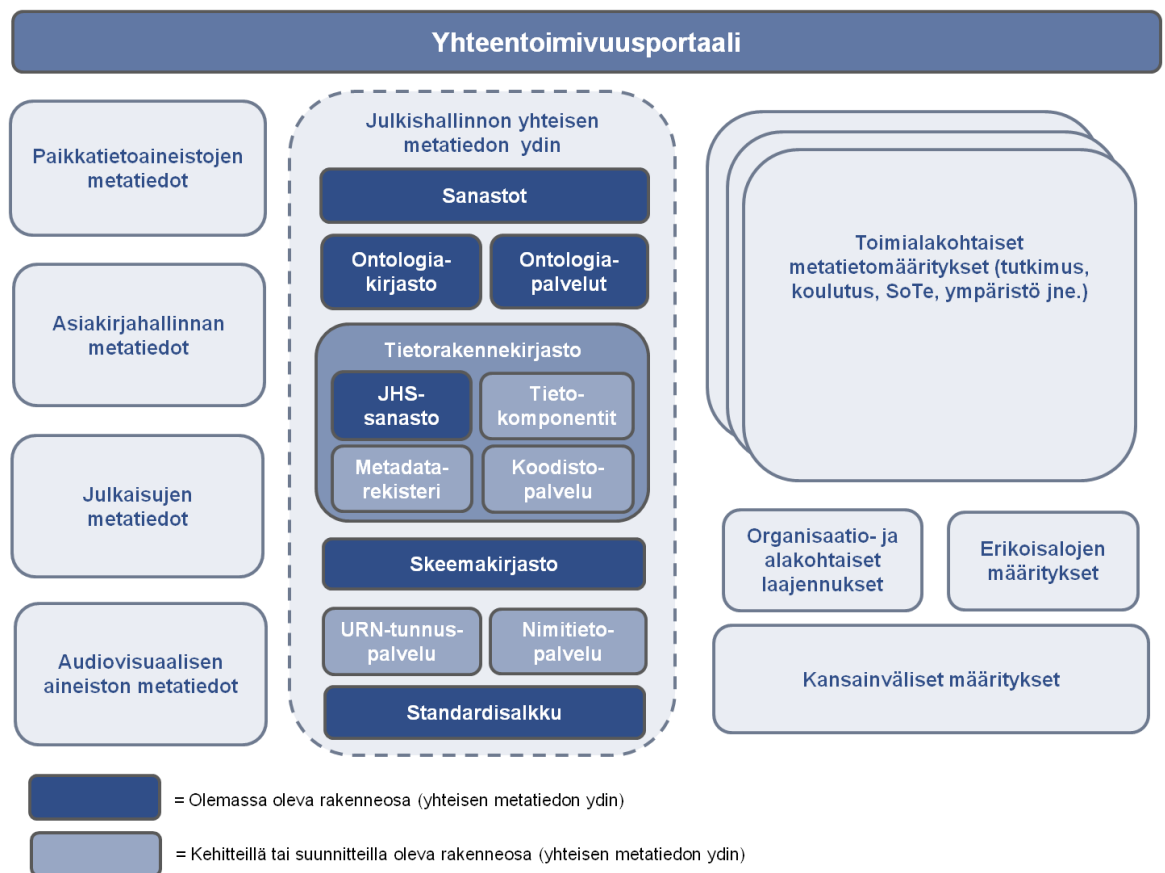 Yhteentoimivuusportaali
Paikkatietoaineistojen
metatiedot
Asiakirjahallinnan
metatiedot
Julkaisujen
metatiedot
Audiovisuaalisen
aineiston metatiedot
Julkishallinnon yhteisen
metatiedon ydin
Sanastot
Ontologia-
kirjasto
Ontologia-
palvelut
Tietorakennekirjasto
JHS-
sanasto
Tieto-
komponentit
Metadata-
rekisteri
Koodisto-
palvelu
Skeemakirjasto
URN-tunnus-
palvelu
Nimitieto-
palvelu
Standardisalkku
Toimialakohtaiset
metatietomääritykset (tutkimus,
koulutus, SoTe, ympäristö jne.)
Organisaatio- ja
alakohtaiset
laajennukset
Erikoisalojen
määritykset
Kansainväliset määritykset
= Olemassa oleva rakenneosa (yhteisen metatiedon ydin)
= Kehitteillä tai suunnitteilla oleva rakenneosa (yhteisen metatiedon ydin)